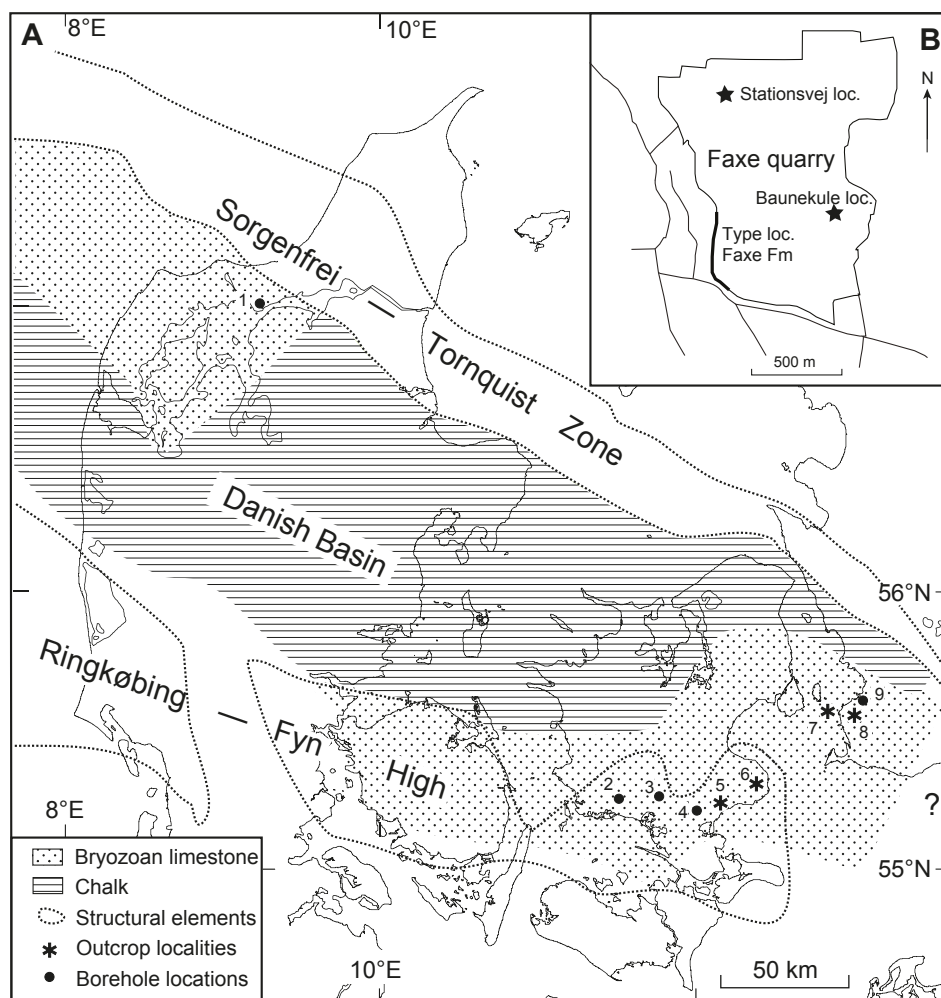 A
8°E
10°E
B
N
Stationsvej loc.
Faxe quarry
Baunekule loc.
Type loc.
Faxe Fm
500 m
Sorgenfrei — Tornquist Zone
1
Danish Basin
56°N
Ringkøbing — Fyn High
9
7
8
6
5
2
3
4
?
8°E
55°N
Bryozoan limestone
Chalk
Structural elements
Outcrop localities
Borehole locations
10°E
50 km